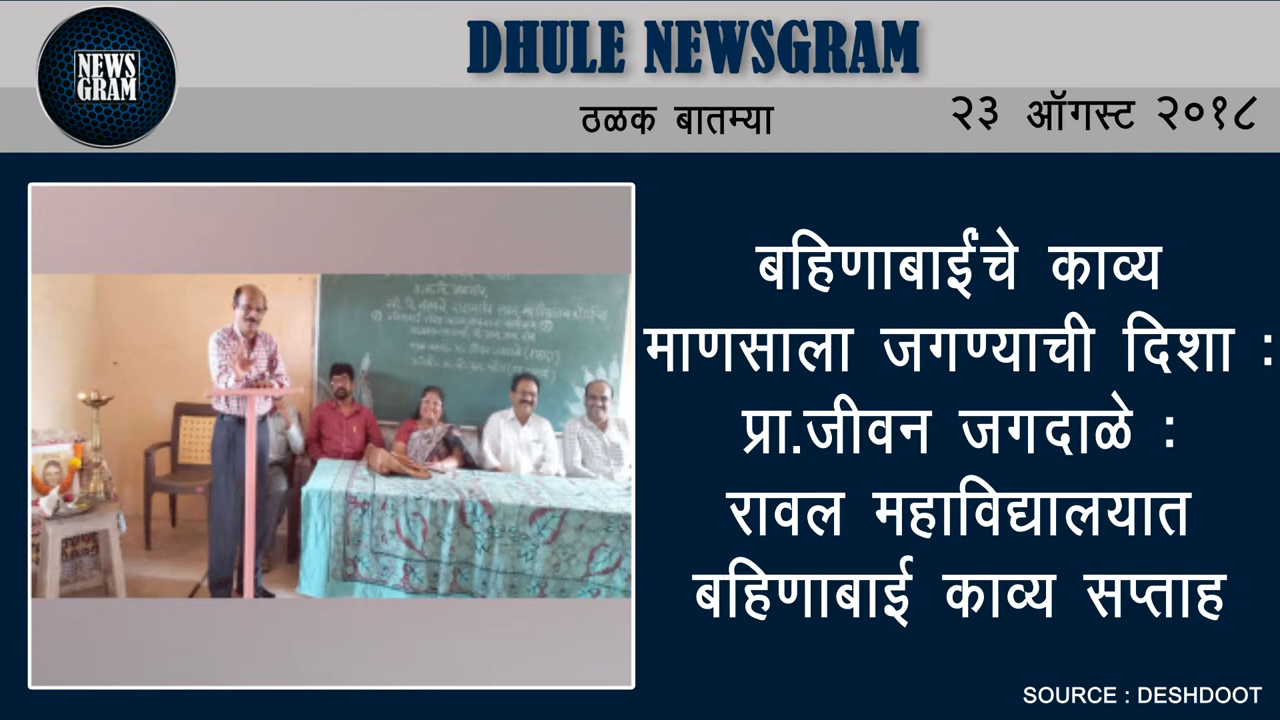 NEWS
GRAM
DHULE NEWSGRAM
ठळक बातम्या
२३ ऑगस्ट २०१८
बहिणाबाईंचे काव्य
माणसाला जगण्याची दिशा :
प्रा.जीवन जगदाळे :
रावल महाविद्यालयात
बहिणाबाई काव्य सप्ताह
SOURCE : DESHDOOT